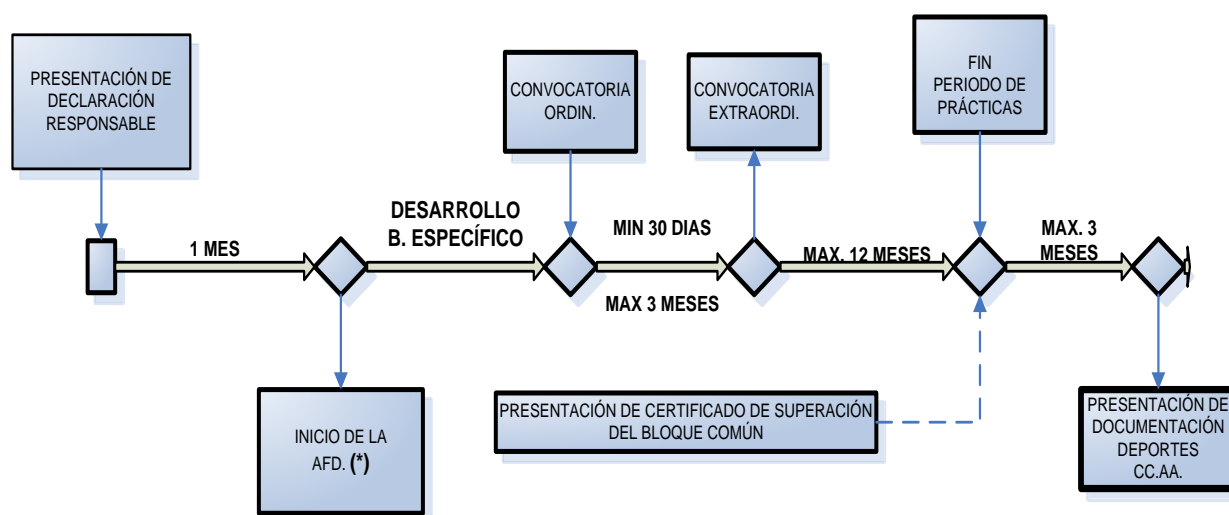 PRESENTACIÓN DE
DECLARACIÓN
RESPONSABLE
CONVOCATORIA
ORDIN.
CONVOCATORIA
EXTRAORDI.
FIN
PERIODO DE
PRÁCTICAS
1 MES
DESARROLLO
B. ESPECÍFICO
MIN 30 DIAS
MAX 3 MESES
MAX. 12 MESES
MAX. 3
MESES
INICIO DE LA
AFD. (*)
PRESENTACIÓN DE CERTIFICADO DE SUPERACIÓN
DEL BLOQUE COMÚN
PRESENTACIÓN DE
DOCUMENTACIÓN
DEPORTES
CC.AA.